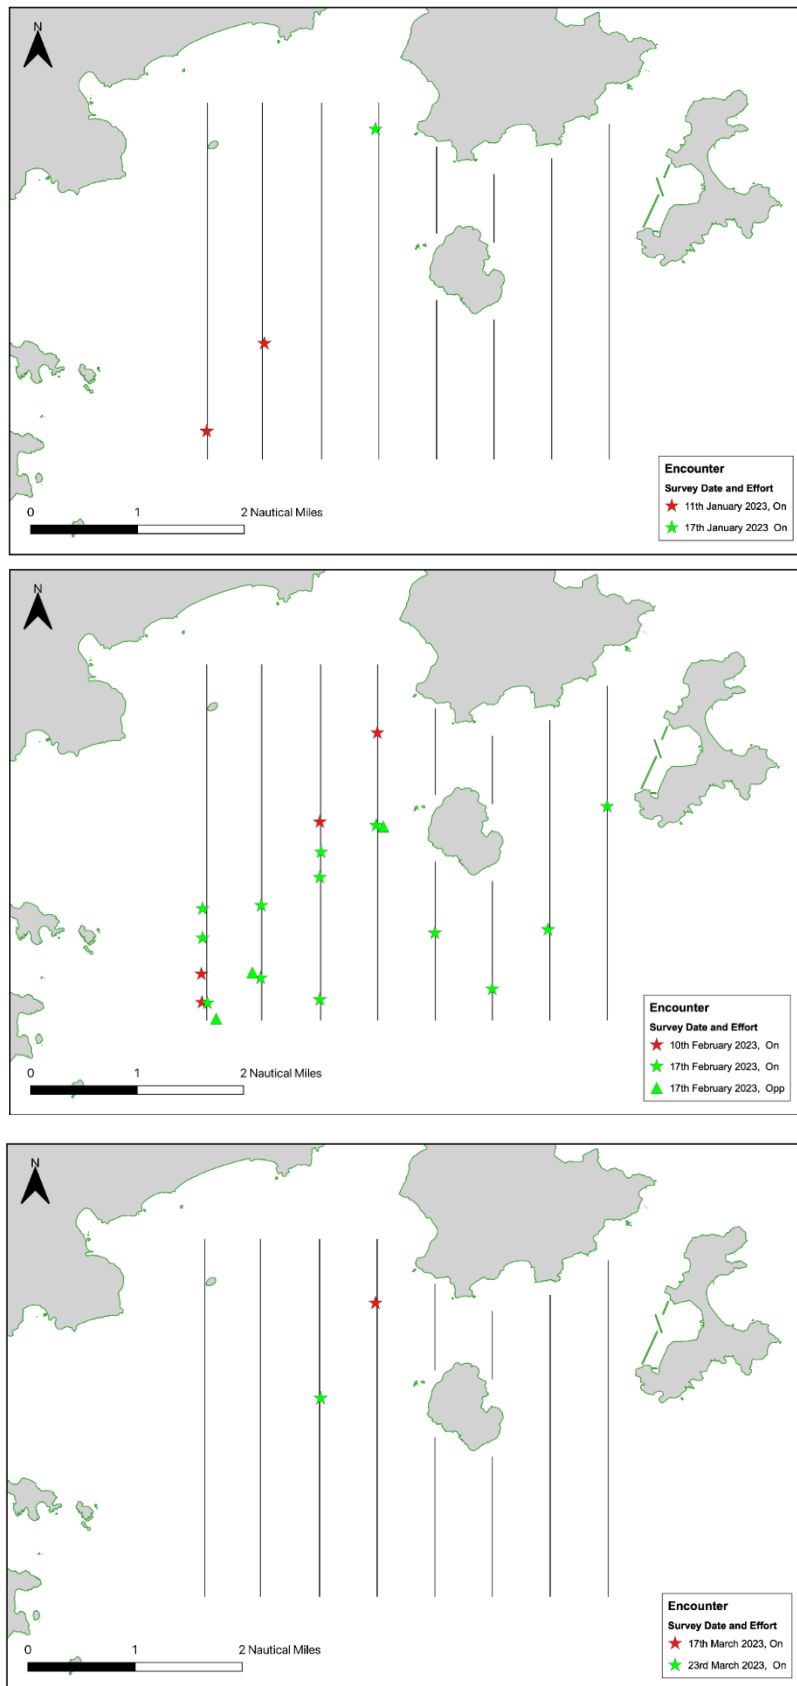 N
0 1 2 Nautical Miles
Encounter
Survey Date and Effort
11th January 2023, On
17th January 2023 On
N
0 1 2 Nautical Miles
Encounter
Survey Date and Effort
10th February 2023, On
17th February 2023, On
17th February 2023, Opp
N
0 1 2 Nautical Miles
Encounter
Survey Date and Effort
17th March 2023, On
23rd March 2023, On